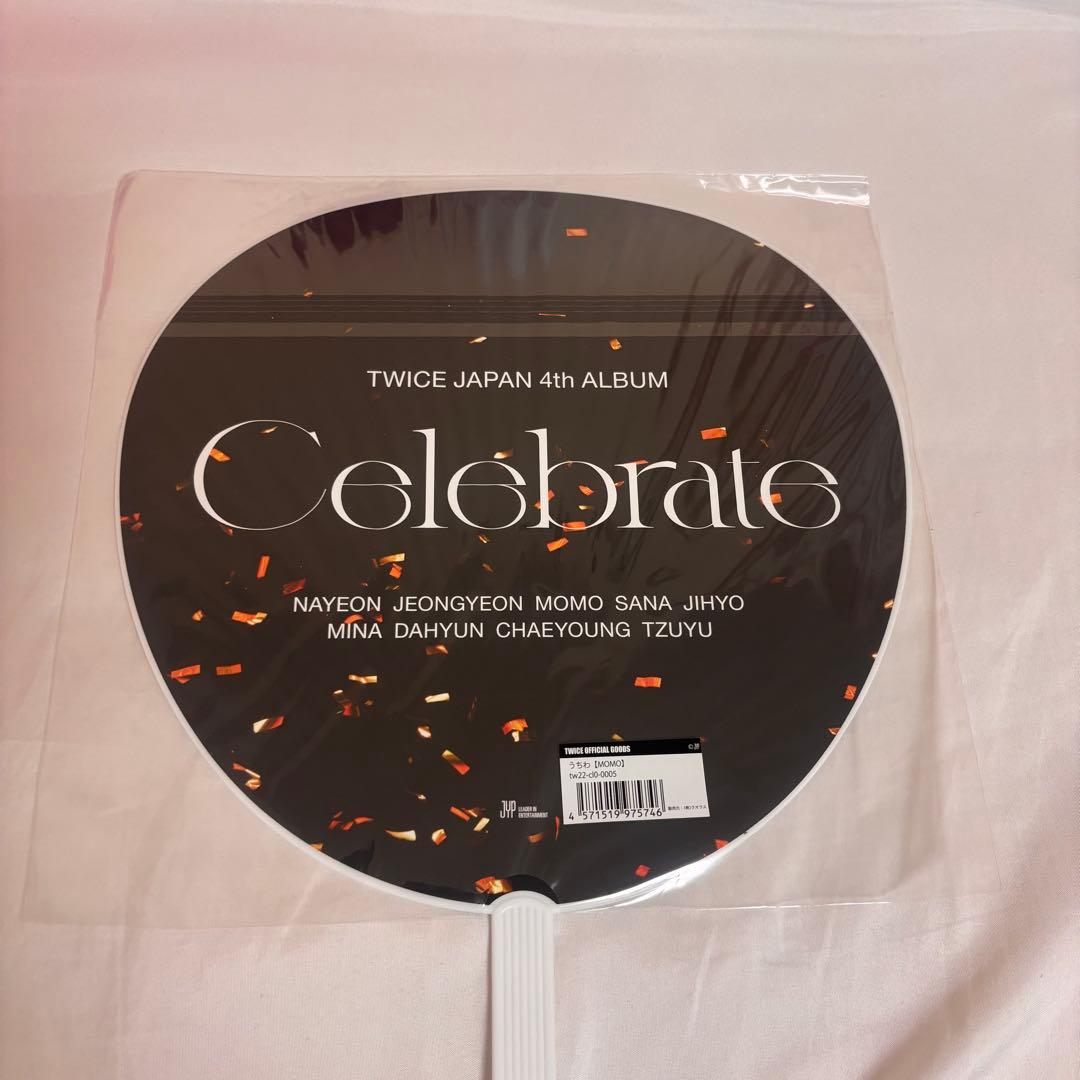 TWICE JAPAN 4th ALBUM
Celebrate
NAYEON JEONGYEON MOMO SANA JIHYO
MINA DAHYUN CHAEYOUNG TZUYU
TWICE OFFICIAL GOODS
うちわ【MOMO】
tw22-cl0-0005
4 571519 975746
JYP LEADER IN
ENTERTAINMENT